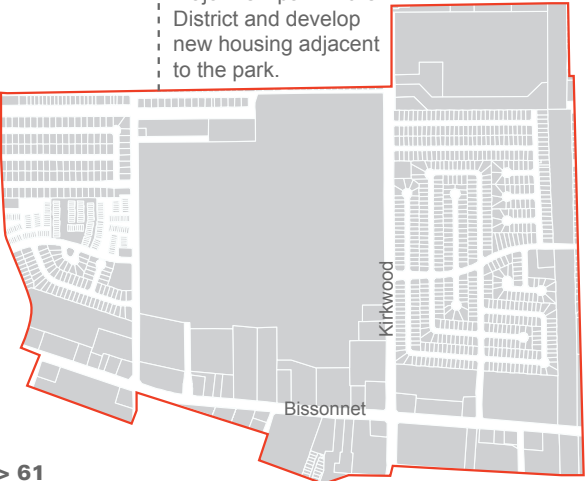 District and develop
new housing adjacent
to the park.
Kirkwood
Bissonnet
> 61